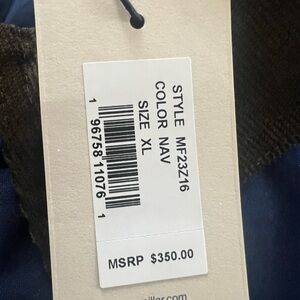 STYLE MF23Z16
COLOR NAV
SIZE XL
1 96758 11076 1
MSRP $350.00